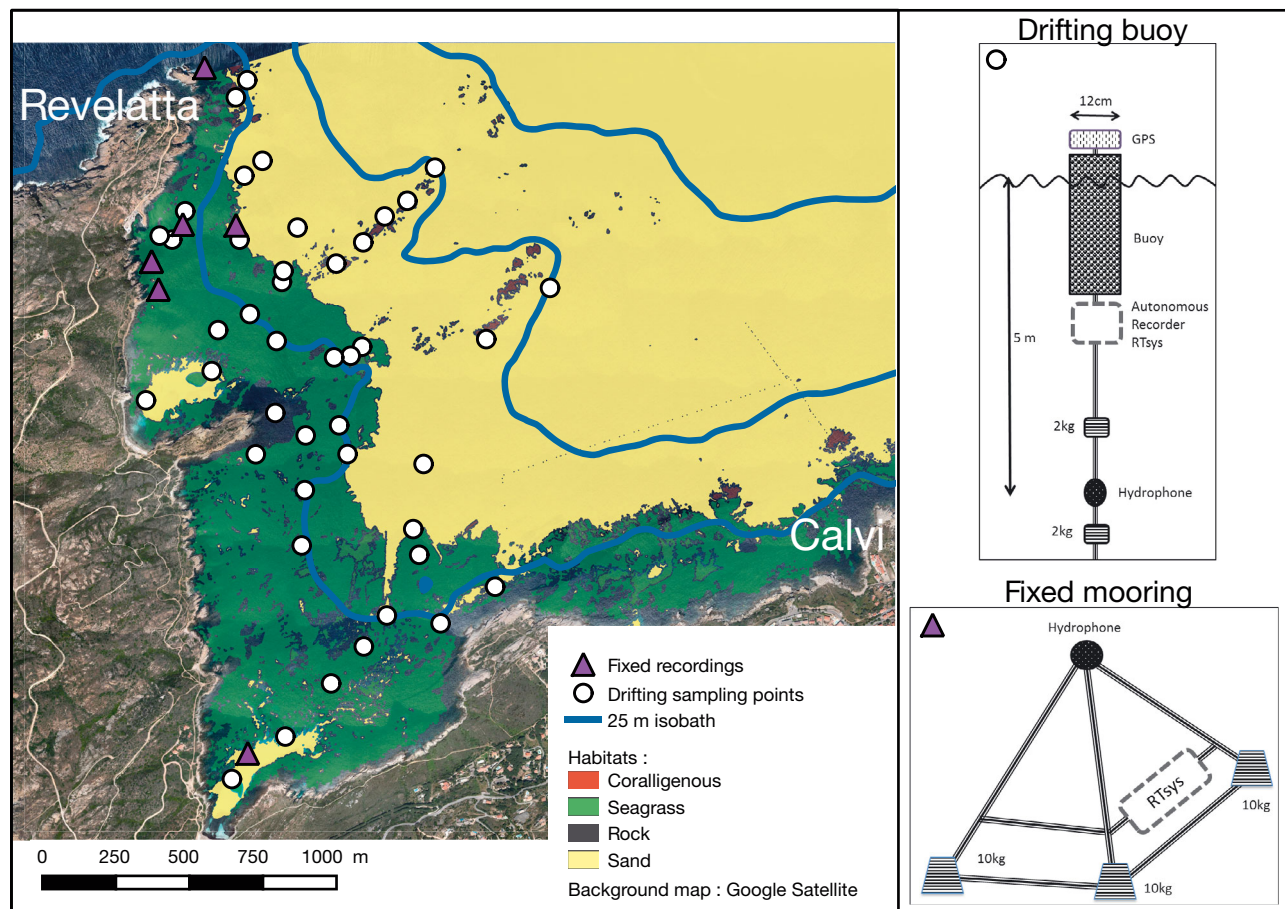 Revelatta
Calvi
Fixed recordings
Drifting sampling points
25 m isobath
Habitats :
Coralligenous
Seagrass
Rock
Sand
Background map : Google Satellite
0 250 500 750 1000 m
Drifting buoy
12cm
GPS
Buoy
Autonomous
Recorder
RTsys
5 m
2kg
Hydrophone
2kg
Fixed mooring
Hydrophone
RTsys
10kg
10kg
10kg